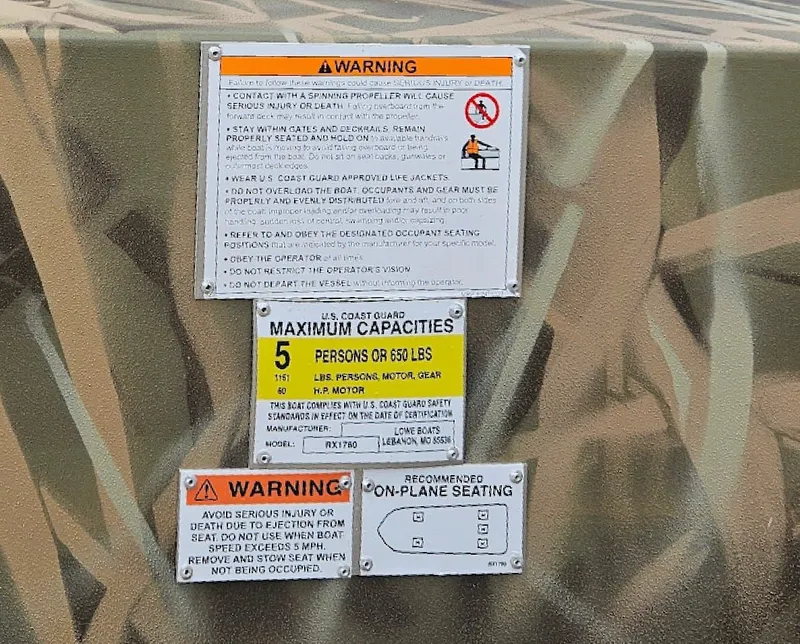 WARNING
Failure to follow these warnings could cause SERIOUS INJURY or DEATH.
• CONTACT WITH A SPINNING PROPELLER WILL CAUSE
SERIOUS INJURY OR DEATH. Falling overboard from the
forward deck may result in contact with the propeller.
• STAY WITHIN GATES AND DECKRAILS, REMAIN
PROPERLY SEATED AND HOLD ON to available handrails
while boat is moving to avoid falling overboard or being
ejected from the boat. Do not sit on seat backs, gunwales or
outermost deck edges.
• WEAR U.S. COAST GUARD APPROVED LIFE JACKETS.
• DO NOT OVERLOAD THE BOAT. OCCUPANTS AND GEAR MUST BE
PROPERLY AND EVENLY DISTRIBUTED fore and aft, and on both sides
of the boat. Improper loading and/or overloading may result in poor
handling, sudden loss of control, swamping and/or capsizing.
• REFER TO AND OBEY THE DESIGNATED OCCUPANT SEATING
POSITIONS that are indicated by the manufacturer for your specific model.
• OBEY THE OPERATOR at all times.
• DO NOT RESTRICT THE OPERATOR'S VISION
• DO NOT DEPART THE VESSEL without informing the operator.
U.S. COAST GUARD
MAXIMUM CAPACITIES
5 PERSONS OR 650 LBS
1151 LBS. PERSONS, MOTOR, GEAR
60 H.P. MOTOR
THIS BOAT COMPLIES WITH U.S. COAST GUARD SAFETY
STANDARDS IN EFFECT ON THE DATE OF CERTIFICATION
MANUFACTURER: LOWE BOATS
MODEL: RX1760 LEBANON, MO 65536
WARNING
AVOID SERIOUS INJURY OR
DEATH DUE TO EJECTION FROM
SEAT. DO NOT USE WHEN BOAT
SPEED EXCEEDS 5 MPH.
REMOVE AND STOW SEAT WHEN
NOT BEING OCCUPIED.
RECOMMENDED
ON-PLANE SEATING